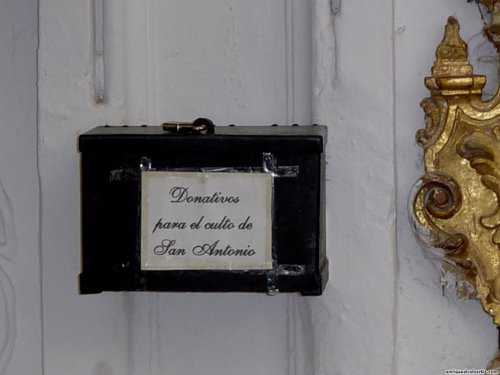 Donativos
para el culto de
San Antonio